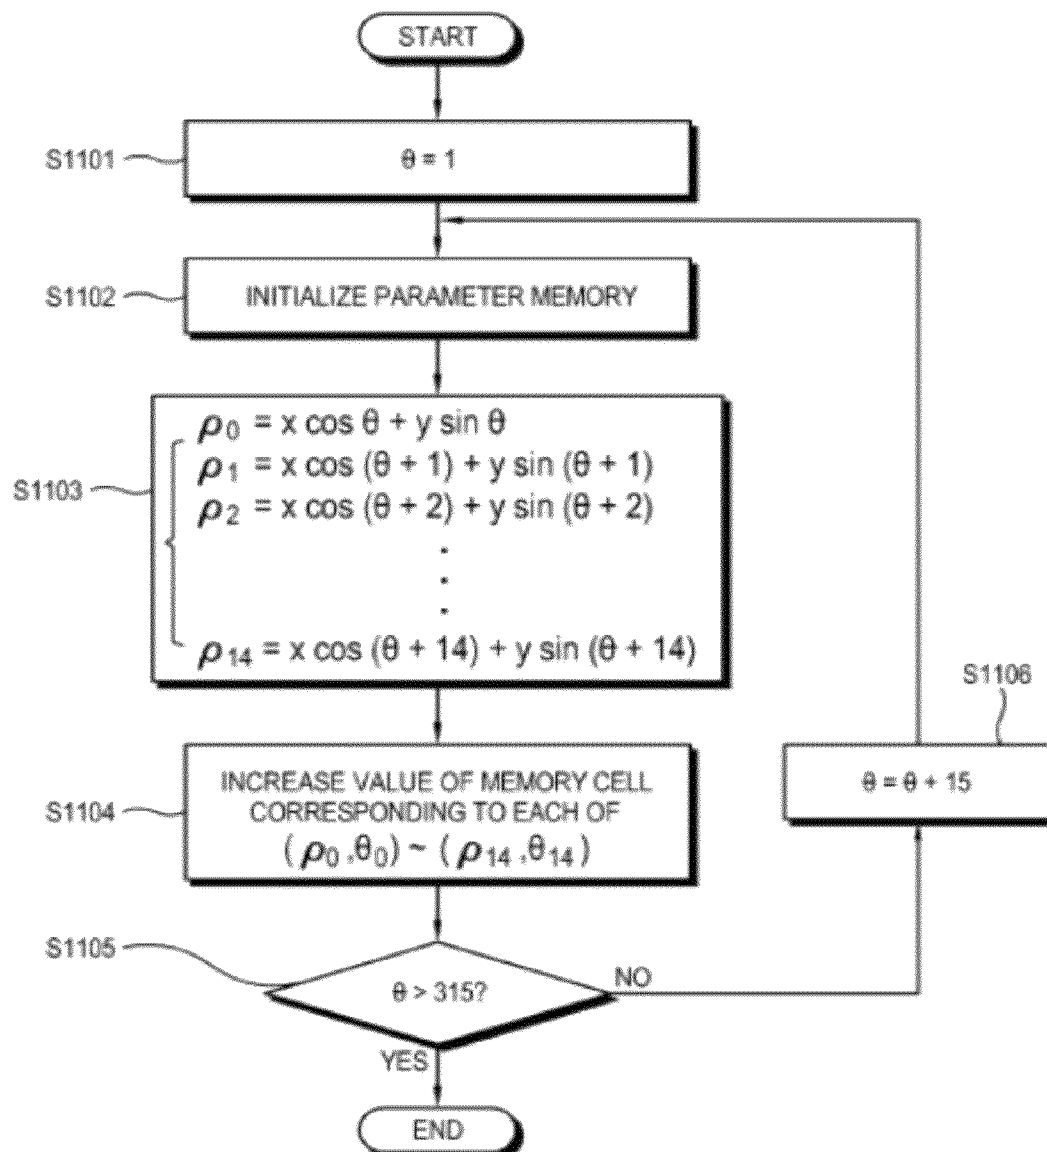 START
S1101
θ = 1
S1102
INITIALIZE PARAMETER MEMORY
S1103
ρ0 = x cos θ + y sin θ
ρ1 = x cos (θ + 1) + y sin (θ + 1)
ρ2 = x cos (θ + 2) + y sin (θ + 2)
.
.
.
ρ14 = x cos (θ + 14) + y sin (θ + 14)
S1104
INCREASE VALUE OF MEMORY CELL
CORRESPONDING TO EACH OF
(ρ0,θ0) ~ (ρ14,θ14)
S1106
θ = θ + 15
S1105
θ > 315?
NO
YES
END